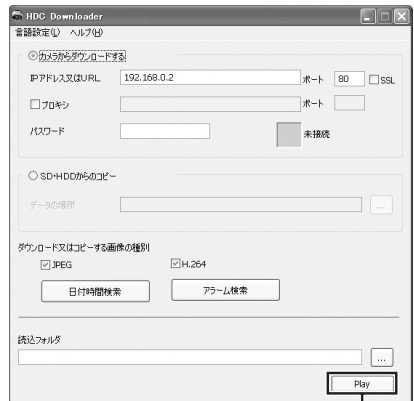 HDC Downloader
言語設定(L) ヘルプ(H)
カメラからダウンロードする
IPアドレス又はURL 192.168.0.2 ポート 80 SSL
プロキシ ポート
パスワード 未接続
SD・HDDからのコピー
データの場所 ...
ダウンロード又はコピーする画像の種別
JPEG H.264
日付時間検索 アラーム検索
読込フォルダ
...
Play